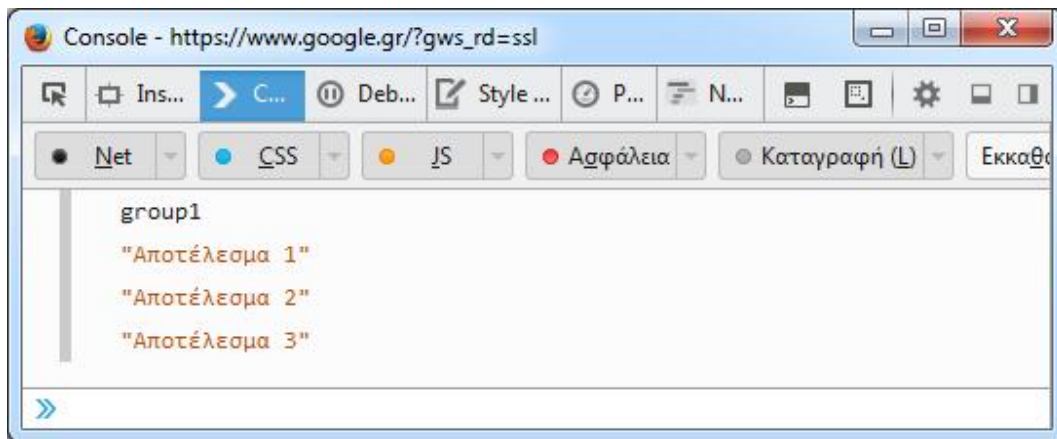 Console - https://www.google.gr/?gws_rd=ssl
Ins... C... Deb... Style ... P... N...
Net CSS JS Ασφάλεια Καταγραφή (L) Εκκαθα
group1
"Αποτέλεσμα 1"
"Αποτέλεσμα 2"
"Αποτέλεσμα 3"